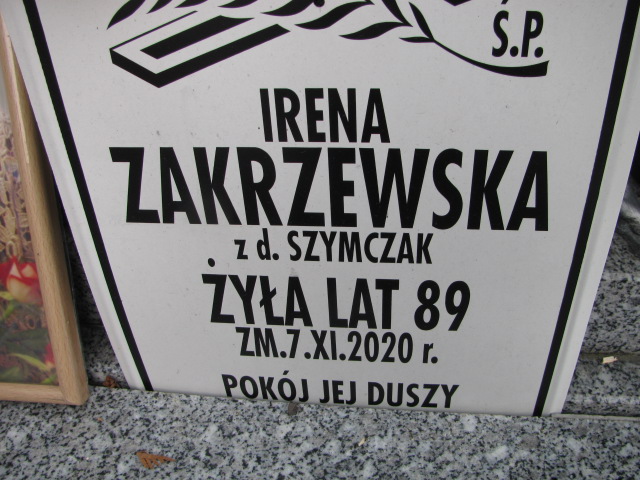 Ś.P.
IRENA
ZAKRZEWSKA
z d. SZYMCZAK
ŻYŁA LAT 89
ZM.7.XI.2020 r.
POKÓJ JEJ DUSZY